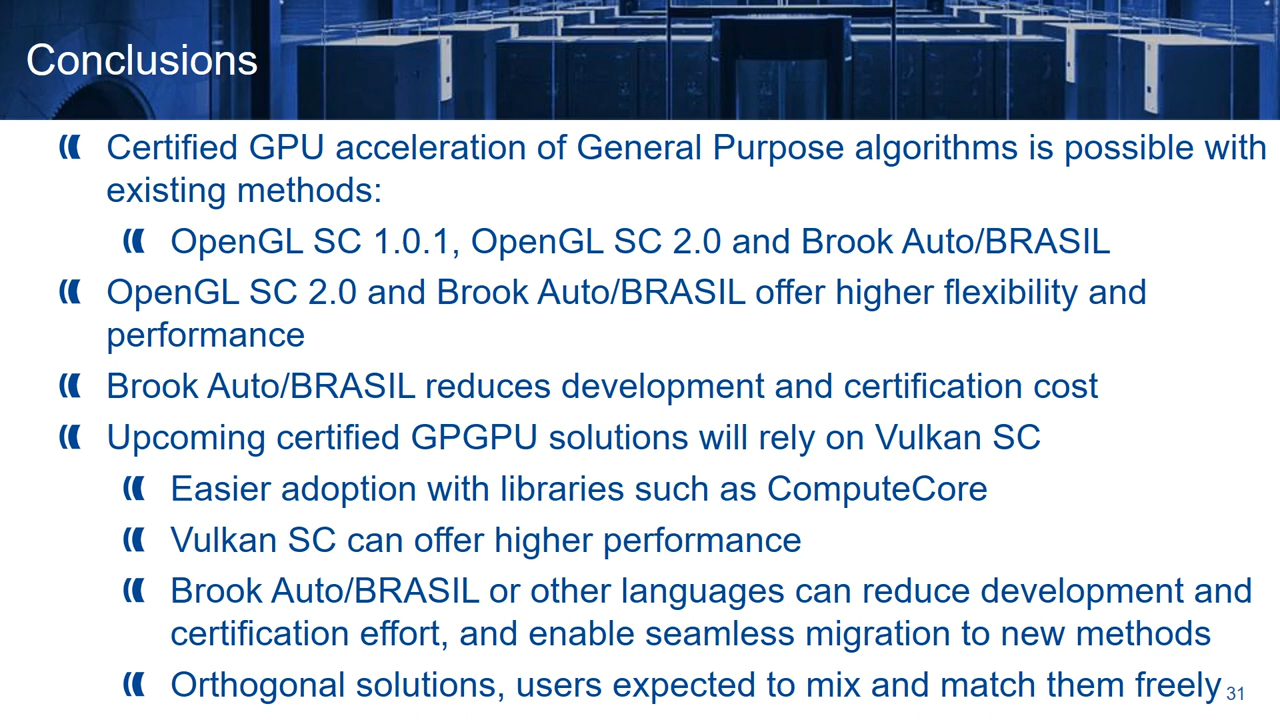 Conclusions
Certified GPU acceleration of General Purpose algorithms is possible with
existing methods:
OpenGL SC 1.0.1, OpenGL SC 2.0 and Brook Auto/BRASIL
OpenGL SC 2.0 and Brook Auto/BRASIL offer higher flexibility and
performance
Brook Auto/BRASIL reduces development and certification cost
Upcoming certified GPGPU solutions will rely on Vulkan SC
Easier adoption with libraries such as ComputeCore
Vulkan SC can offer higher performance
Brook Auto/BRASIL or other languages can reduce development and
certification effort, and enable seamless migration to new methods
Orthogonal solutions, users expected to mix and match them freely
31